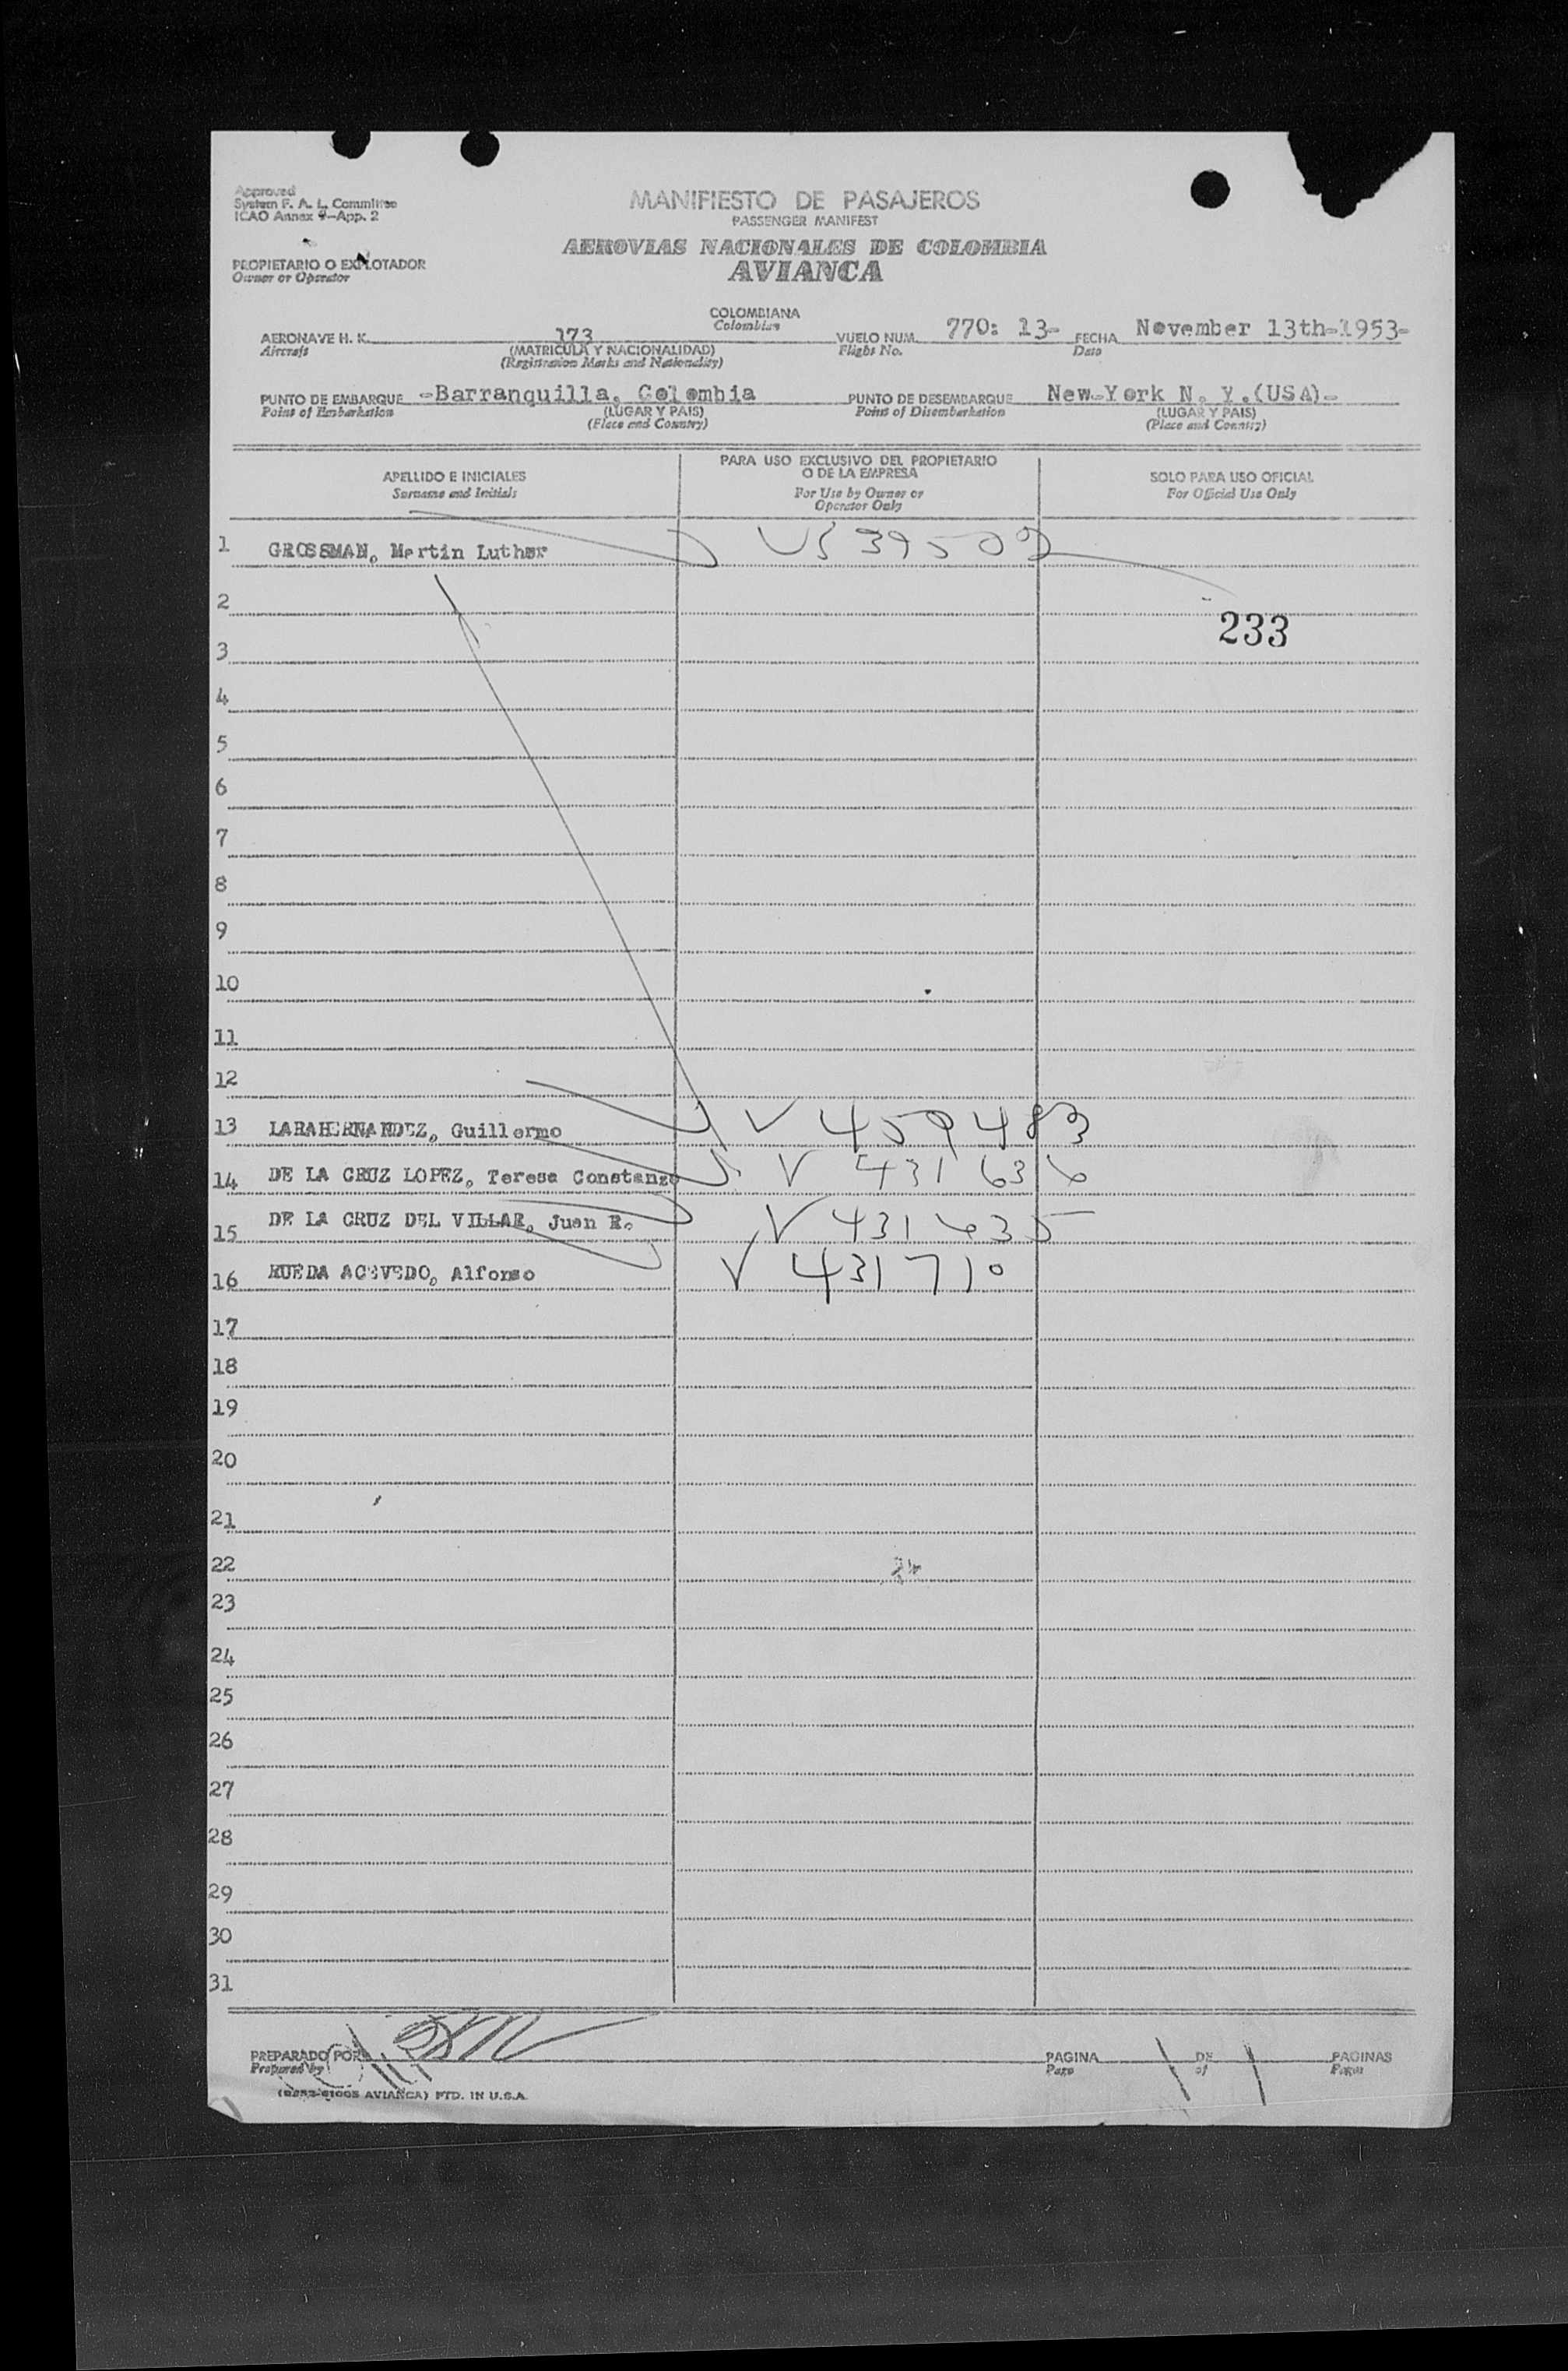 Approved
System F. A. L. Committee
ICAO Annex 9-App. 2
MANIFIESTO DE PASAJEROS
PASSENGER MANIFEST
AEROVIAS NACIONALES DE COLOMBIA
AVIANCA
PROPIETARIO O EXPLOTADOR
Owner or Operator
COLOMBIANA
Colombian
AERONAVE H. K. 173 VUELO NUM. 770: 13- FECHA November 13th-1953-
Aircraft (MATRICULA Y NACIONALIDAD) Flight No. Date
(Registration Marks and Nationality)
PUNTO DE EMBARQUE -Barranquilla, Colombia PUNTO DE DESEMBARQUE New-York N. Y.(USA)-
Point of Embarkation (LUGAR Y PAIS) Point of Disembarkation (LUGAR Y PAIS)
(Place and Country) (Place and Country)
APELLIDO E INICIALES
Surname and Initials
PARA USO EXCLUSIVO DEL PROPIETARIO
O DE LA EMPRESA
For Use by Owner or
Operator Only
SOLO PARA USO OFICIAL
For Official Use Only
1 GROSSMAN, Martin Luther US 39509
2
233
3
4
5
6
7
8
9
10
11
12
13 LARAHERNANDEZ, Guillermo V 459483
14 DE LA CRUZ LOPEZ, Teresa Constanze V 431636
15 DE LA CRUZ DEL VILLAR, Juan R. V 431635
16 RUEDA ACEVEDO, Alfonso V 431710
17
18
19
20
21
22
23
24
25
26
27
28
29
30
31
PREPARADO POR PAGINA 1 DE 1 PAGINAS
Prepared by Page of Pages
AVIANCA) PTD. IN U.S.A.